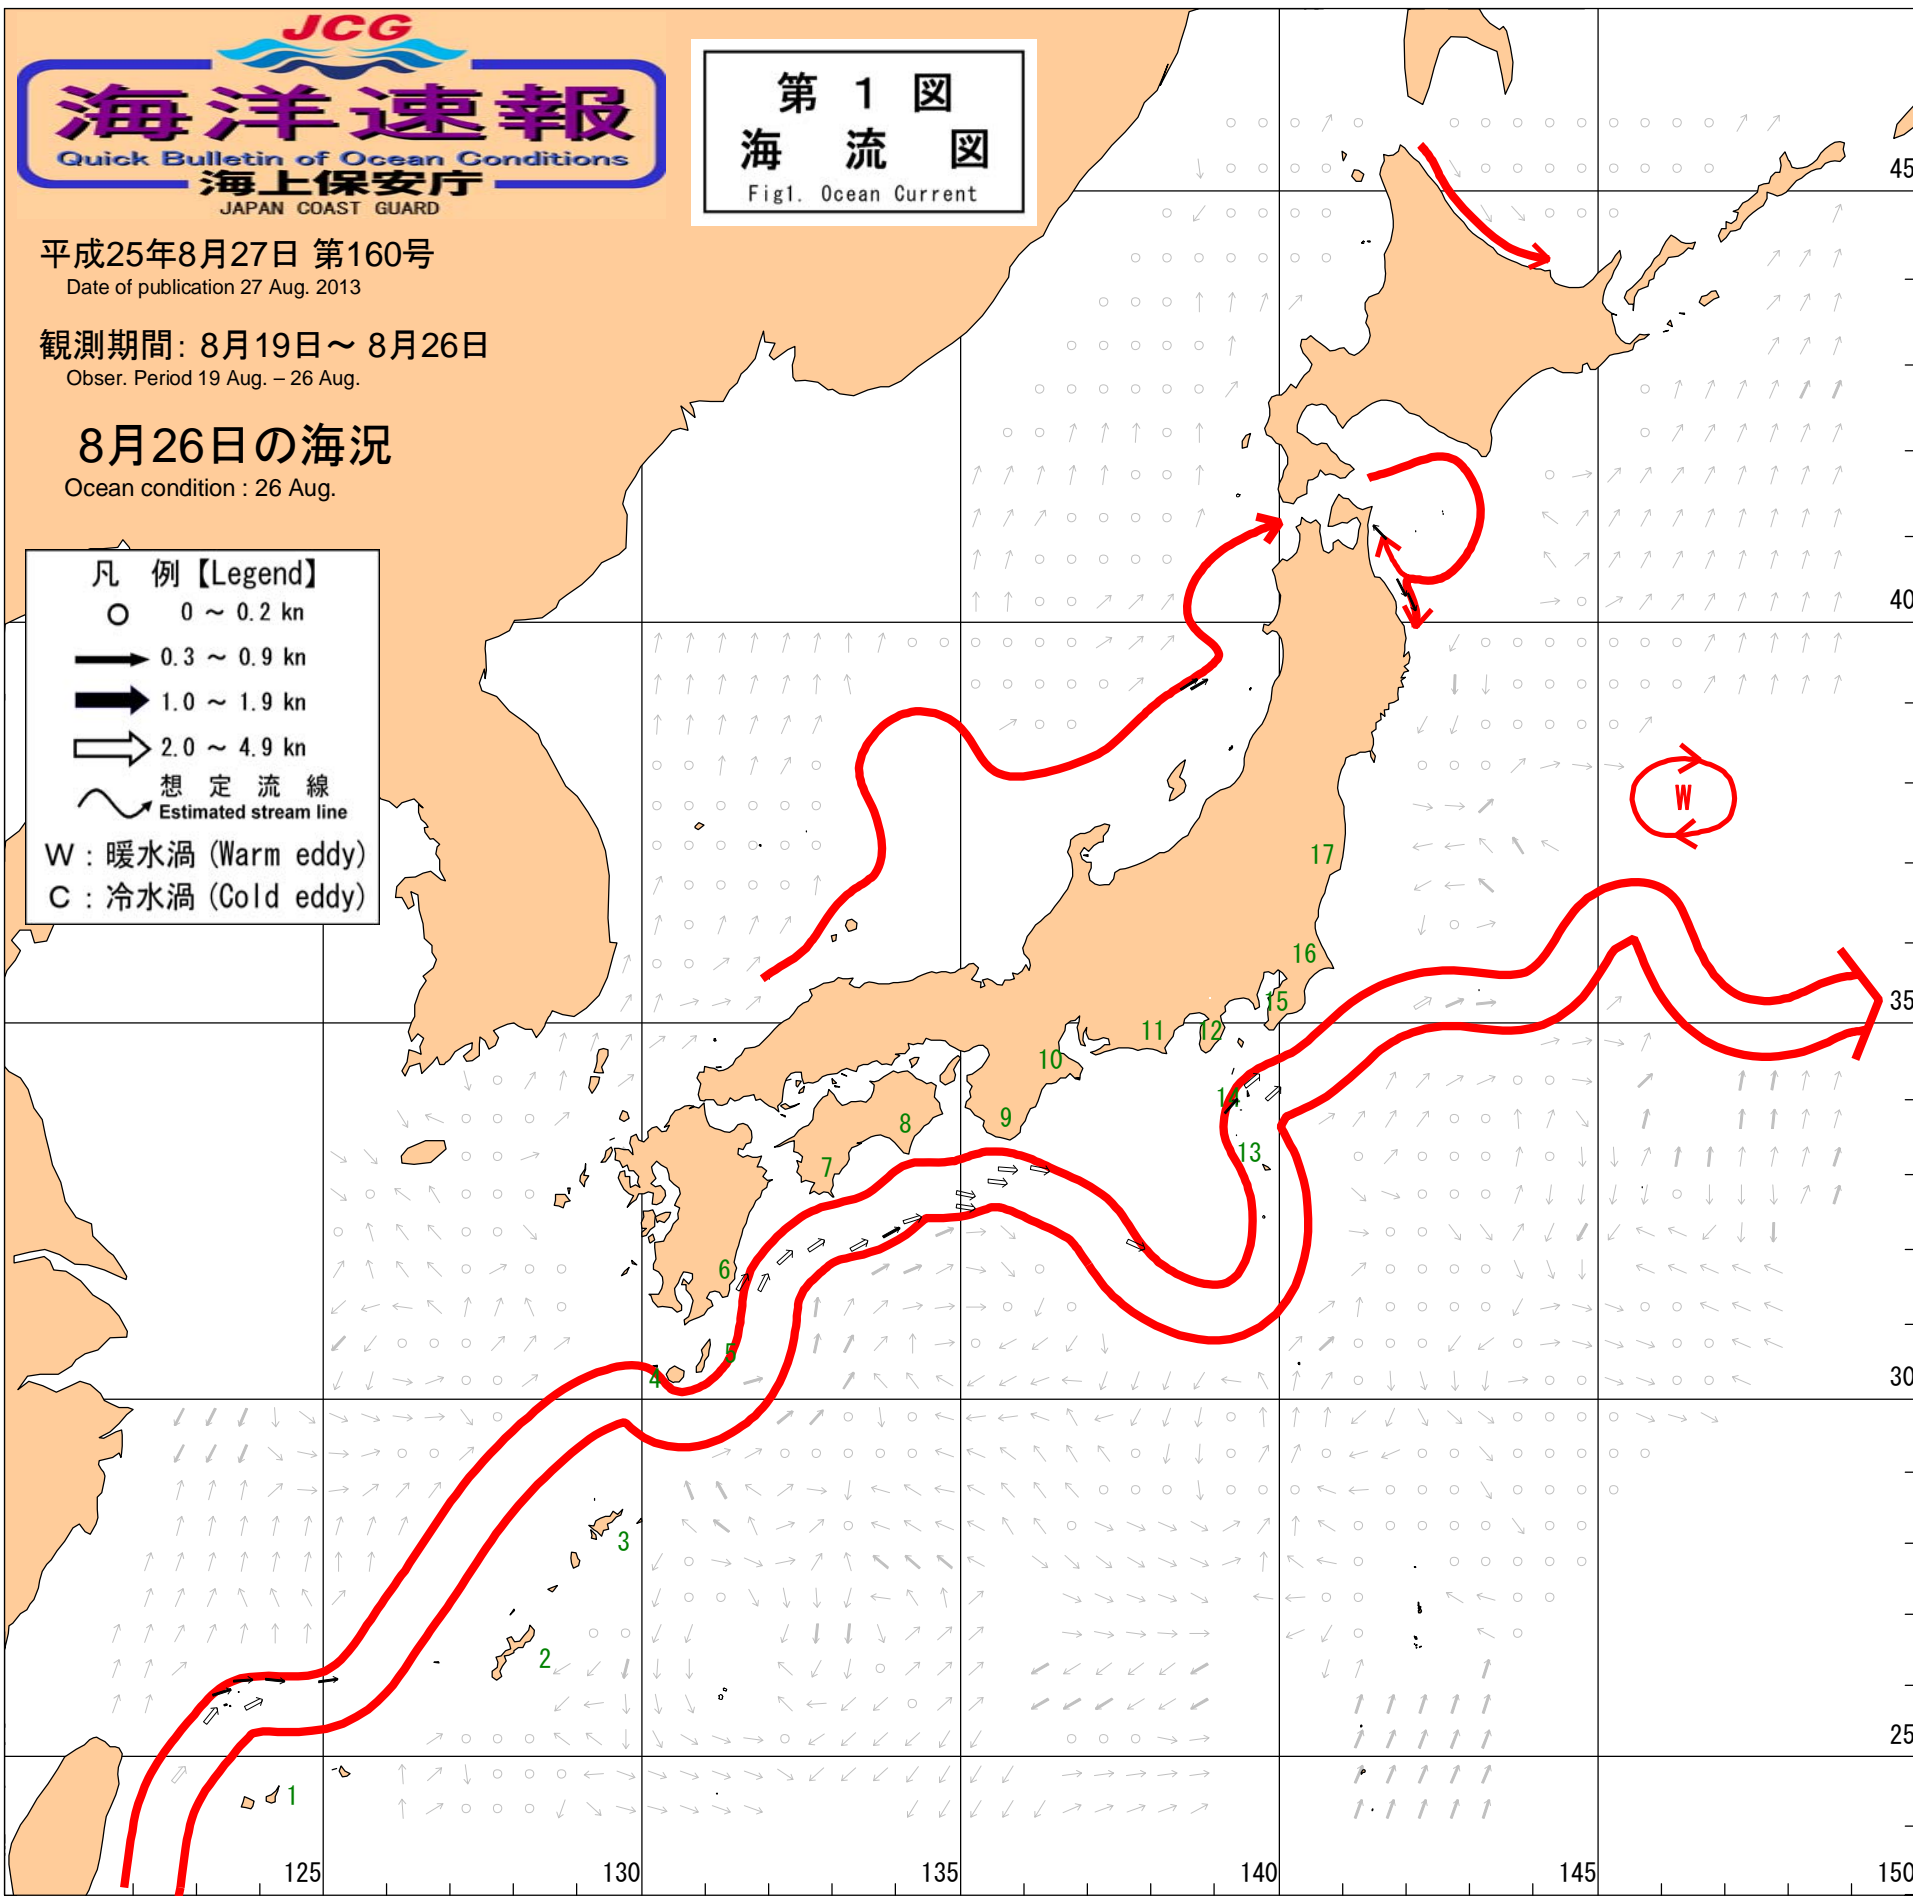 JCG
海洋速報
Quick Bulletin of Ocean Conditions
海上保安庁
JAPAN COAST GUARD
第 1 図
海 流 図
Fig1. Ocean Current
平成25年8月27日 第160号
Date of publication 27 Aug. 2013
観測期間: 8月19日～ 8月26日
Obser. Period 19 Aug. – 26 Aug.
8月26日の海況
Ocean condition : 26 Aug.
凡 例【Legend】
0 ～ 0.2 kn
0.3 ～ 0.9 kn
1.0 ～ 1.9 kn
2.0 ～ 4.9 kn
想 定 流 線
Estimated stream line
W : 暖水渦 (Warm eddy)
C : 冷水渦 (Cold eddy)
45
40
W
17
16
35
15
12
11
10
14
9
8
13
7
6
5
4
30
3
2
25
1
125
130
135
140
145
150